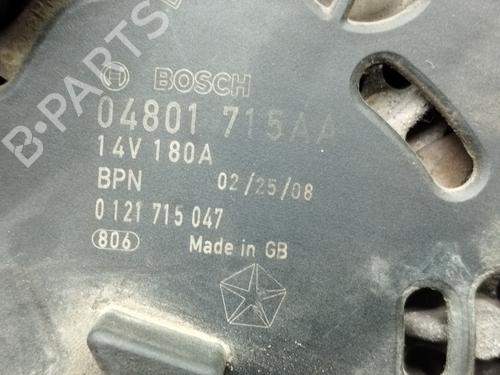 BOSCH
04801 715AA
14V 180A
BPN 02/25/08
0 121 715 047
806 Made in GB
B-PARTS